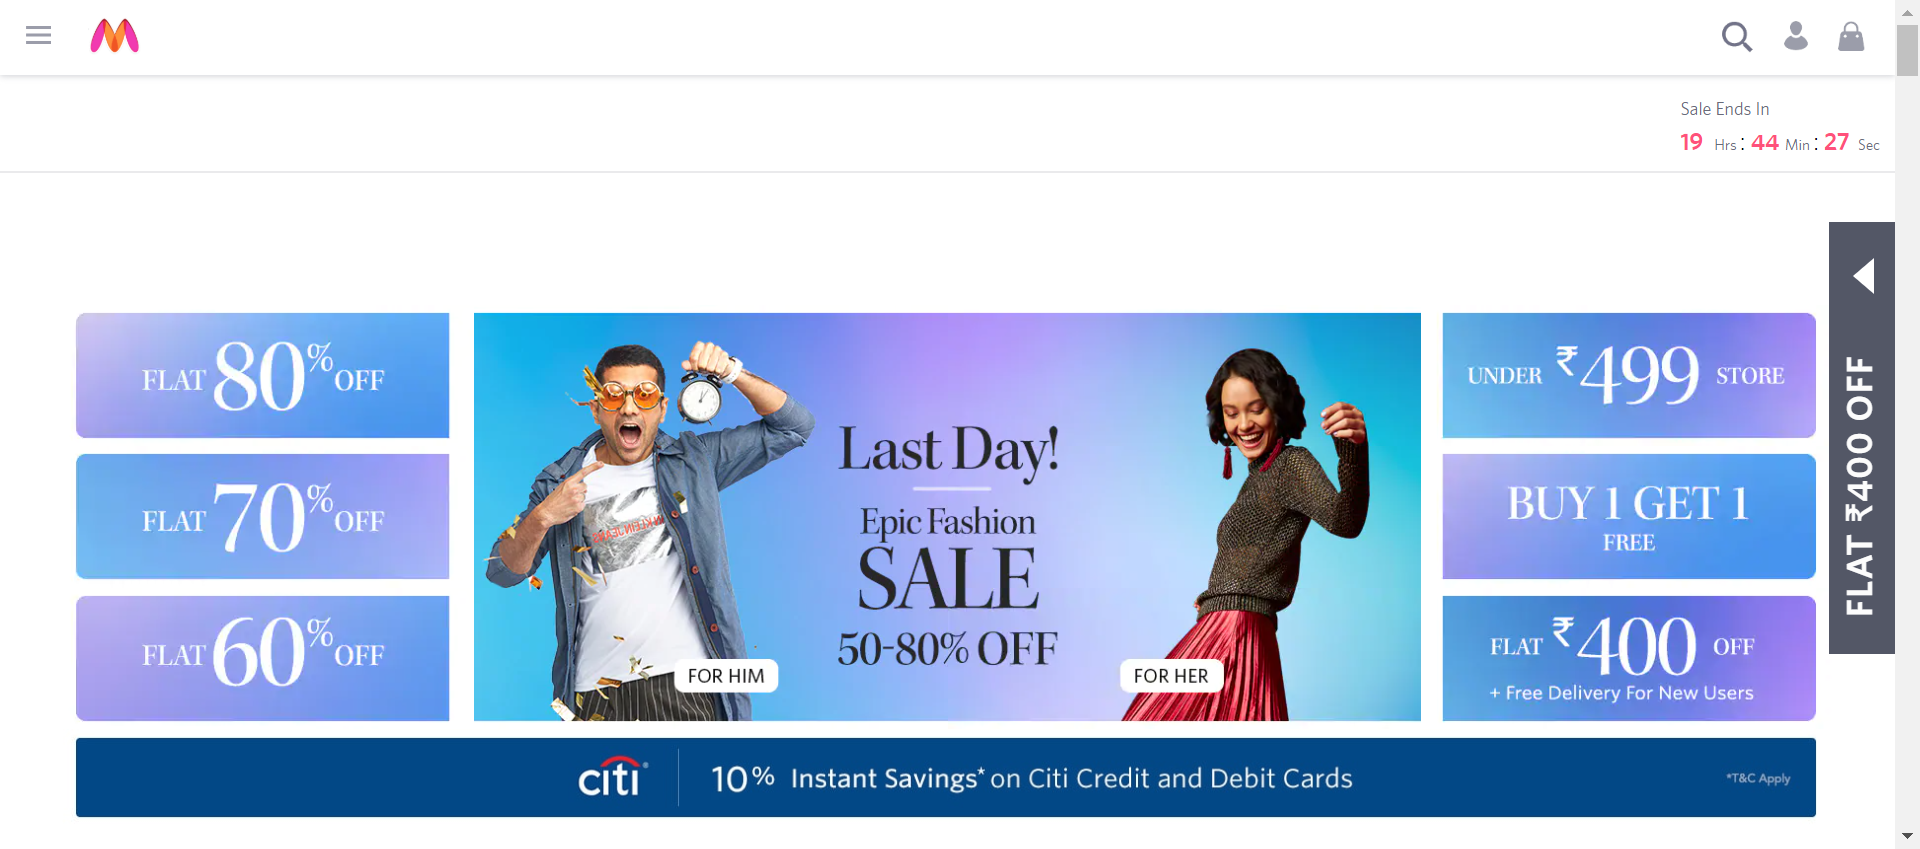 Sale Ends In
19 Hrs : 44 Min : 27 Sec
FLAT 80% OFF
FLAT 70% OFF
FLAT 60% OFF
Last Day!
Epic Fashion
SALE
50-80% OFF
FOR HIM
FOR HER
UNDER ₹499 STORE
BUY 1 GET 1
FREE
FLAT ₹400 OFF
+ Free Delivery For New Users
FLAT ₹400 OFF
citi
10% Instant Savings* on Citi Credit and Debit Cards
*T&C Apply